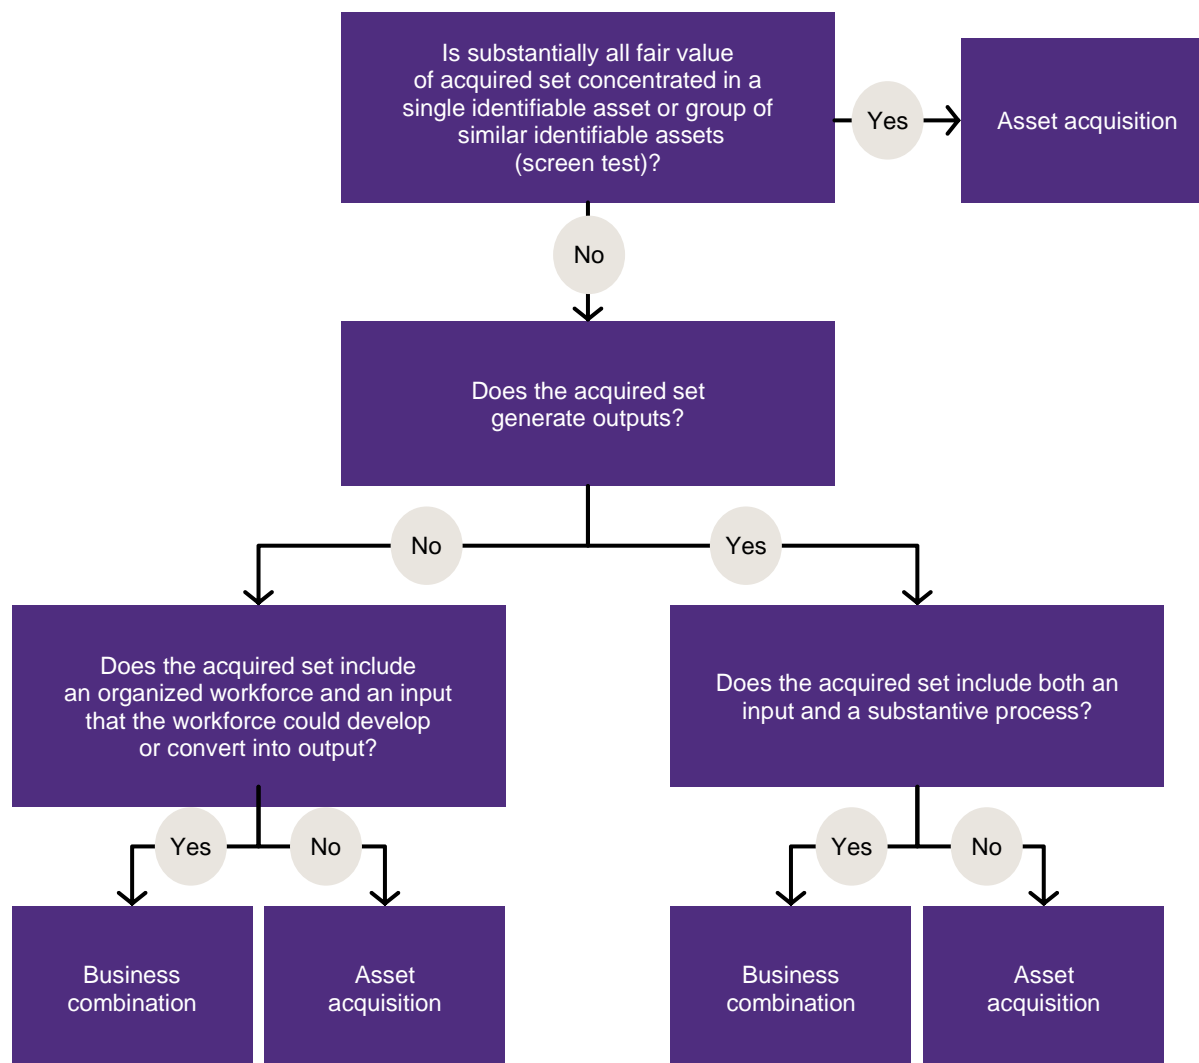 Is substantially all fair value
of acquired set concentrated in a
single identifiable asset or group of
similar identifiable assets
(screen test)?
Yes
Asset acquisition
No
Does the acquired set
generate outputs?
No
Yes
Does the acquired set include
an organized workforce and an input
that the workforce could develop
or convert into output?
Does the acquired set include both an
input and a substantive process?
Yes
No
Yes
No
Business
combination
Asset
acquisition
Business
combination
Asset
acquisition